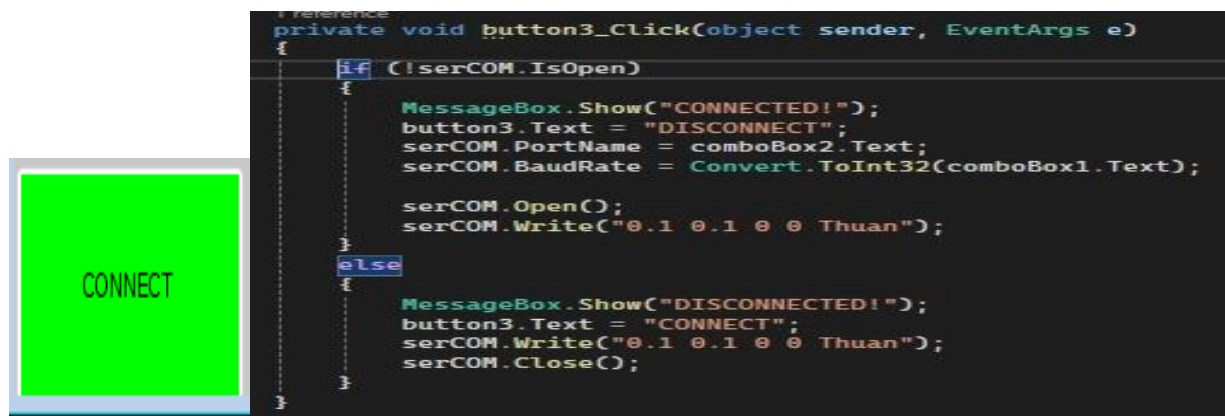 CONNECT
1 reference
private void button3_Click(object sender, EventArgs e)
{
if (!serCOM.IsOpen)
{
MessageBox.Show("CONNECTED!");
button3.Text = "DISCONNECT";
serCOM.PortName = comboBox2.Text;
serCOM.BaudRate = Convert.ToInt32(comboBox1.Text);
serCOM.Open();
serCOM.Write("0.1 0.1 0 0 Thuan");
}
else
{
MessageBox.Show("DISCONNECTED!");
button3.Text = "CONNECT";
serCOM.Write("0.1 0.1 0 0 Thuan");
serCOM.Close();
}
}